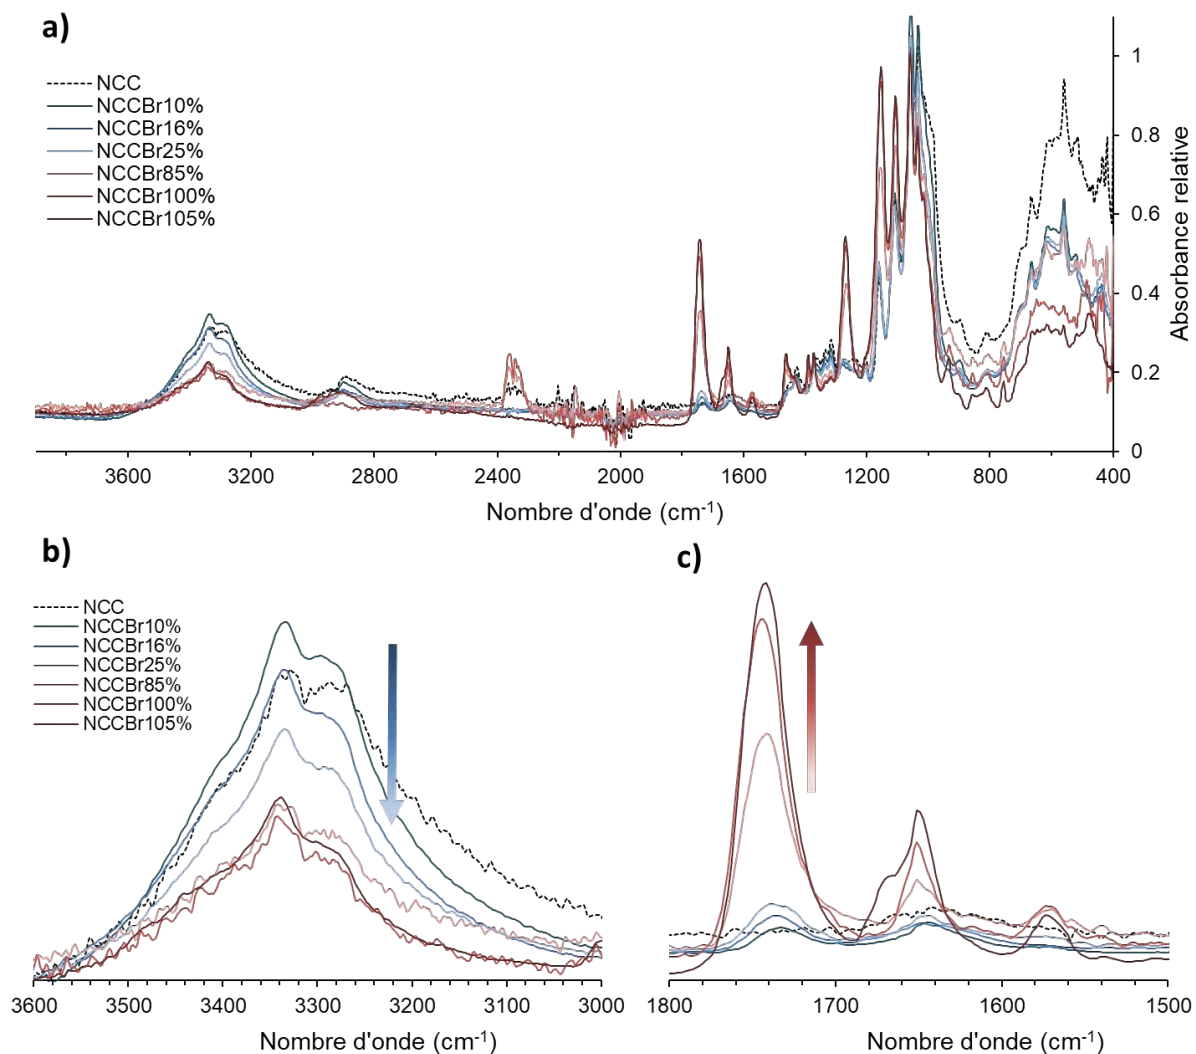 a)
NCC
NCCBr10%
NCCBr16%
NCCBr25%
NCCBr85%
NCCBr100%
NCCBr105%
1
0.8
0.6
0.4
0.2
0
Absorbance relative
3600 3200 2800 2400 2000 1600 1200 800 400
Nombre d'onde (cm-1)
b)
NCC
NCCBr10%
NCCBr16%
NCCBr25%
NCCBr85%
NCCBr100%
NCCBr105%
3600 3500 3400 3300 3200 3100 3000
Nombre d'onde (cm-1)
c)
1800 1700 1600 1500
Nombre d'onde (cm-1)